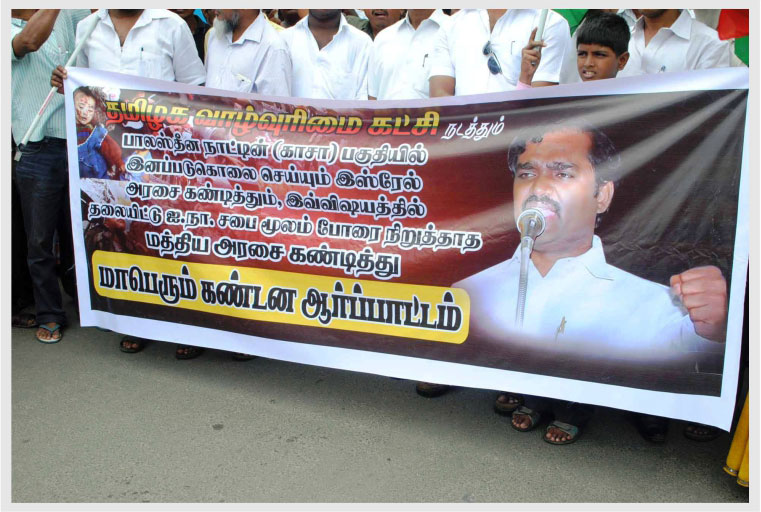 தமிழக வாழ்வுரிமை கட்சி நடத்தும்
பாலஸ்தீன நாட்டின் (காசா) பகுதியில்
இனப்படுகொலை செய்யும் இஸ்ரேல்
அரசை கண்டித்தும், இவ்விஷயத்தில்
தலையிட்டு ஐ.நா. சபை மூலம் போரை நிறுத்தாத
மத்திய அரசை கண்டித்து
மாபெரும் கண்டன ஆர்ப்பாட்டம்